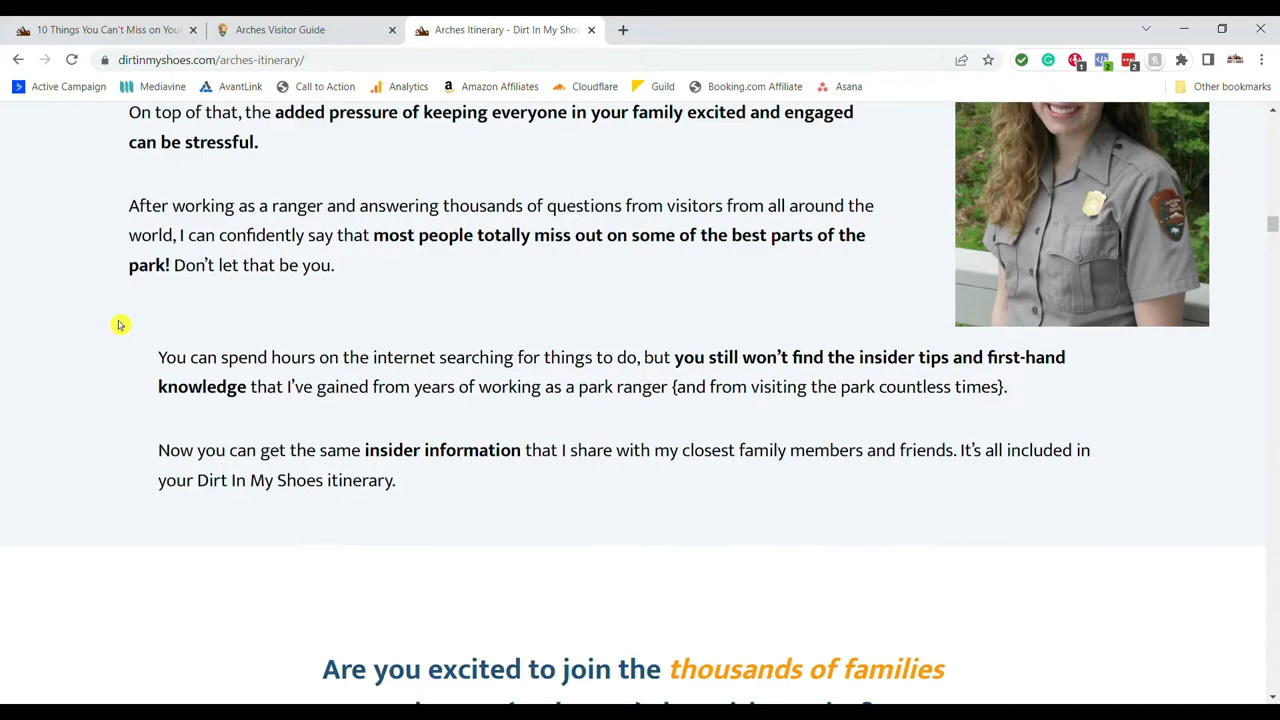 10 Things You Can't Miss on You
Arches Visitor Guide
Arches Itinerary - Dirt In My Sho
dirtinmyshoes.com/arches-itinerary/
1
2
2
Active Campaign
Mediavine
AvantLink
Call to Action
Analytics
Amazon Affiliates
Cloudflare
Guild
Booking.com Affiliate
Asana
Other bookmarks
On top of that, the added pressure of keeping everyone in your family excited and engaged
can be stressful.
After working as a ranger and answering thousands of questions from visitors from all around the
world, I can confidently say that most people totally miss out on some of the best parts of the
park! Don't let that be you.
You can spend hours on the internet searching for things to do, but you still won't find the insider tips and first-hand
knowledge that I've gained from years of working as a park ranger {and from visiting the park countless times}.
Now you can get the same insider information that I share with my closest family members and friends. It's all included in
your Dirt In My Shoes itinerary.
Are you excited to join the thousands of families